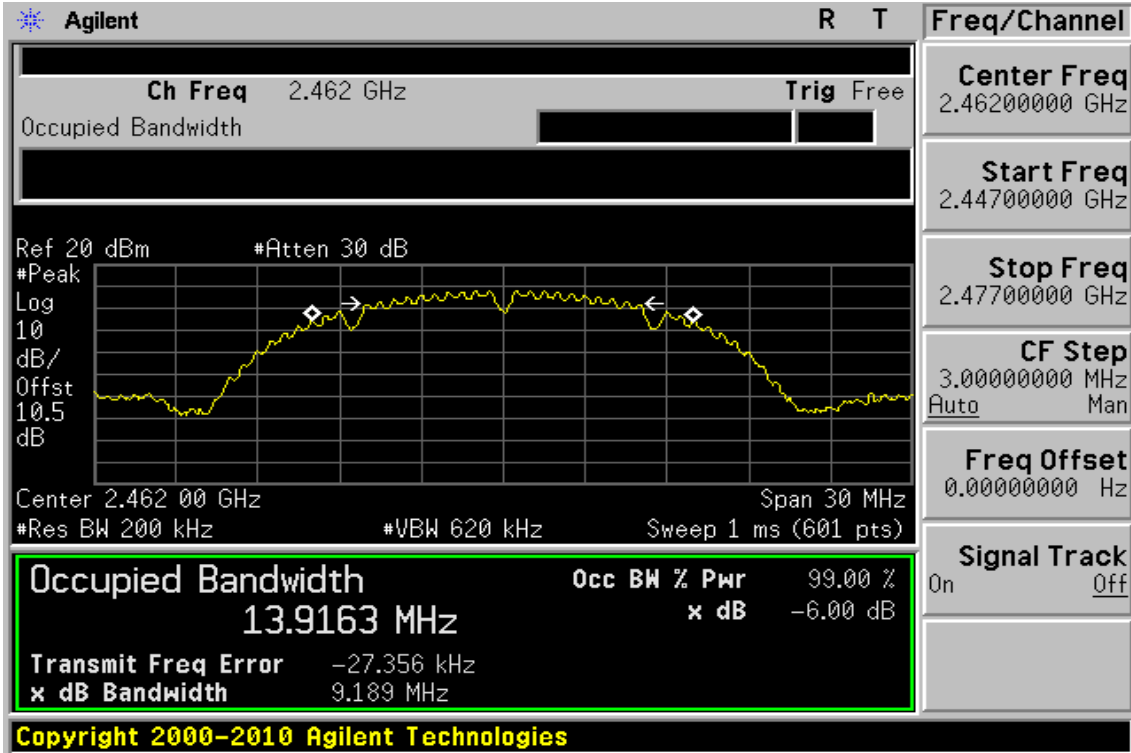 Agilent R T
Freq/Channel
Ch Freq 2.462 GHz Trig Free
Occupied Bandwidth
Center Freq
2.46200000 GHz
Start Freq
2.44700000 GHz
Stop Freq
2.47700000 GHz
CF Step
3.00000000 MHz
Auto Man
Freq Offset
0.00000000 Hz
Signal Track
On Off
Ref 20 dBm #Atten 30 dB
#Peak
Log
10
dB/
Offst
10.5
dB
Center 2.462 00 GHz Span 30 MHz
#Res BW 200 kHz #VBW 620 kHz Sweep 1 ms (601 pts)
Occupied Bandwidth
13.9163 MHz
Occ BW % Pwr 99.00 %
x dB -6.00 dB
Transmit Freq Error -27.356 kHz
x dB Bandwidth 9.189 MHz
Copyright 2000-2010 Agilent Technologies